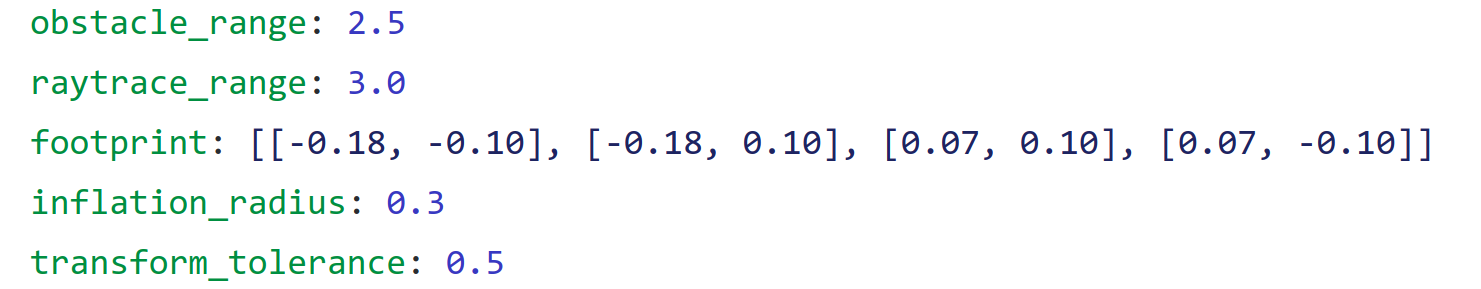 obstacle_range: 2.5
raytrace_range: 3.0
footprint: [[-0.18, -0.10], [-0.18, 0.10], [0.07, 0.10], [0.07, -0.10]]
inflation_radius: 0.3
transform_tolerance: 0.5